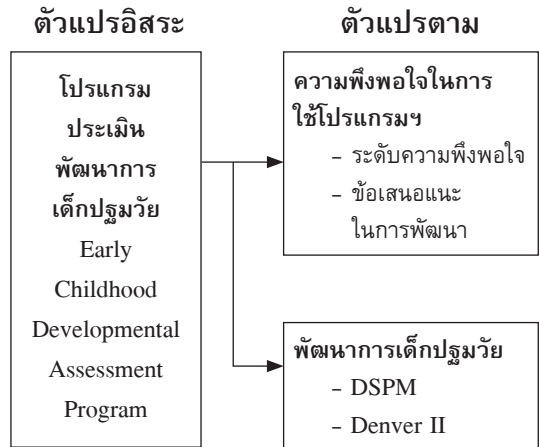 ตัวแปรอิสระ
โปรแกรม
ประเมิน
พัฒนาการ
เด็กปฐมวัย
Early
Childhood
Developmental
Assessment
Program
ตัวแปรตาม
ความพึงพอใจในการ
ใช้โปรแกรมฯ
– ระดับความพึงพอใจ
– ข้อเสนอแนะ
ในการพัฒนา
พัฒนาการเด็กปฐมวัย
– DSPM
– Denver II